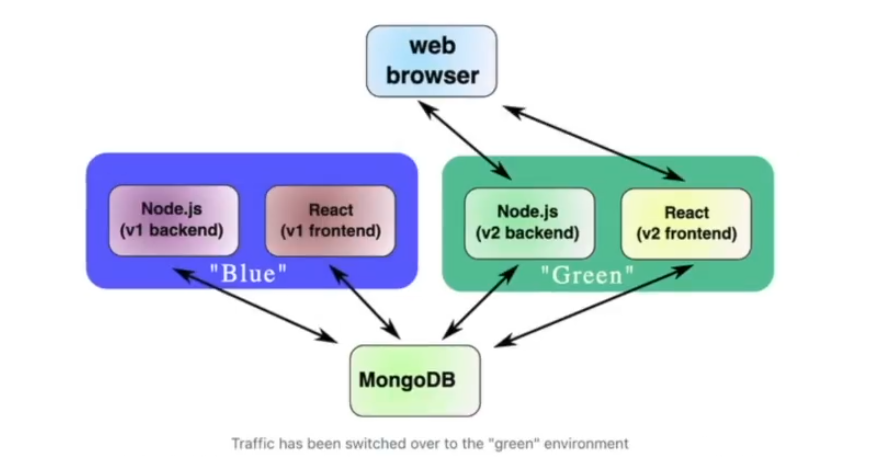 web
browser
Node.js
(v1 backend)
React
(v1 frontend)
"Blue"
Node.js
(v2 backend)
React
(v2 frontend)
"Green"
MongoDB
Traffic has been switched over to the "green" environment